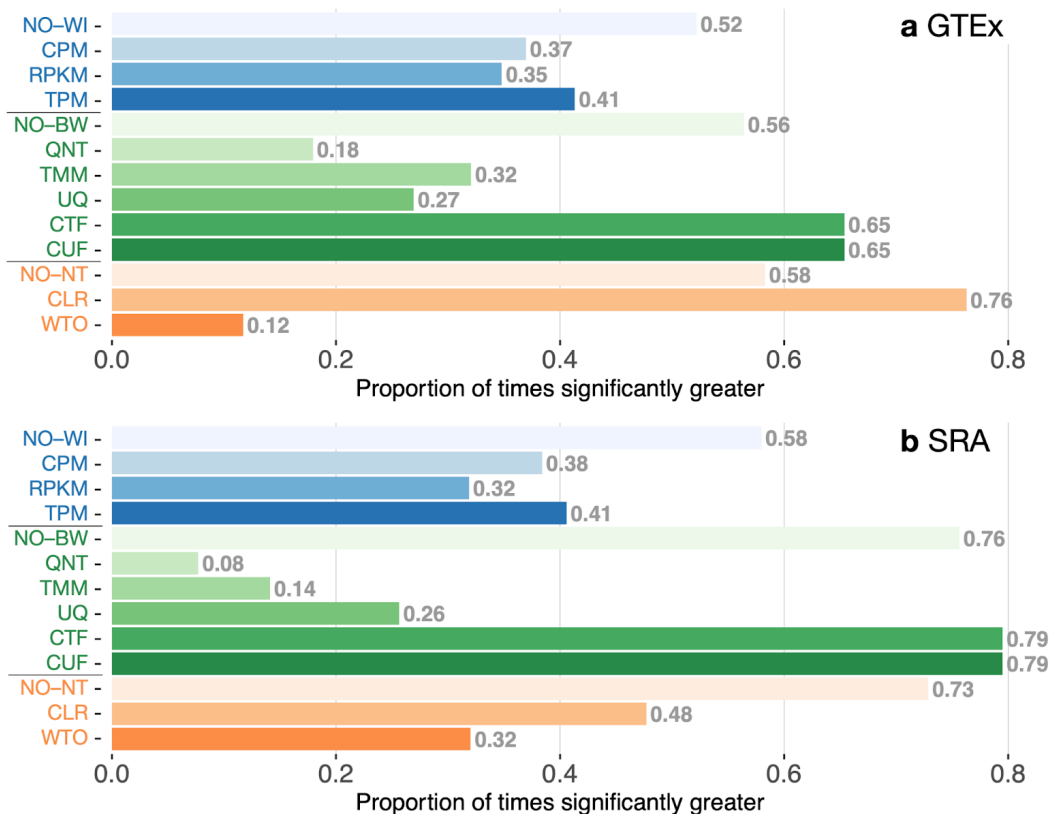 a GTEx
NO–WI 0.52
CPM 0.37
RPKM 0.35
TPM 0.41
NO–BW 0.56
QNT 0.18
TMM 0.32
UQ 0.27
CTF 0.65
CUF 0.65
NO–NT 0.58
CLR 0.76
WTO 0.12
0.0 0.2 0.4 0.6 0.8
Proportion of times significantly greater
b SRA
NO–WI 0.58
CPM 0.38
RPKM 0.32
TPM 0.41
NO–BW 0.76
QNT 0.08
TMM 0.14
UQ 0.26
CTF 0.79
CUF 0.79
NO–NT 0.73
CLR 0.48
WTO 0.32
0.0 0.2 0.4 0.6 0.8
Proportion of times significantly greater